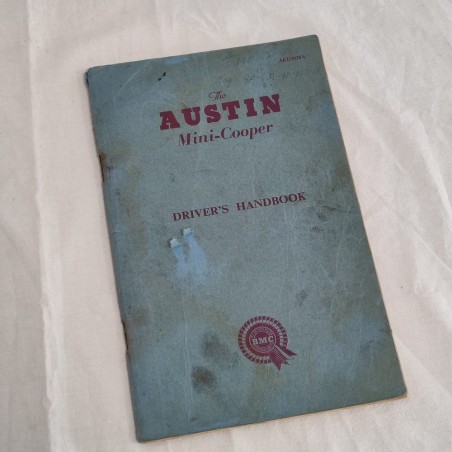 The
AUSTIN
Mini-Cooper
DRIVER'S HANDBOOK
BMC